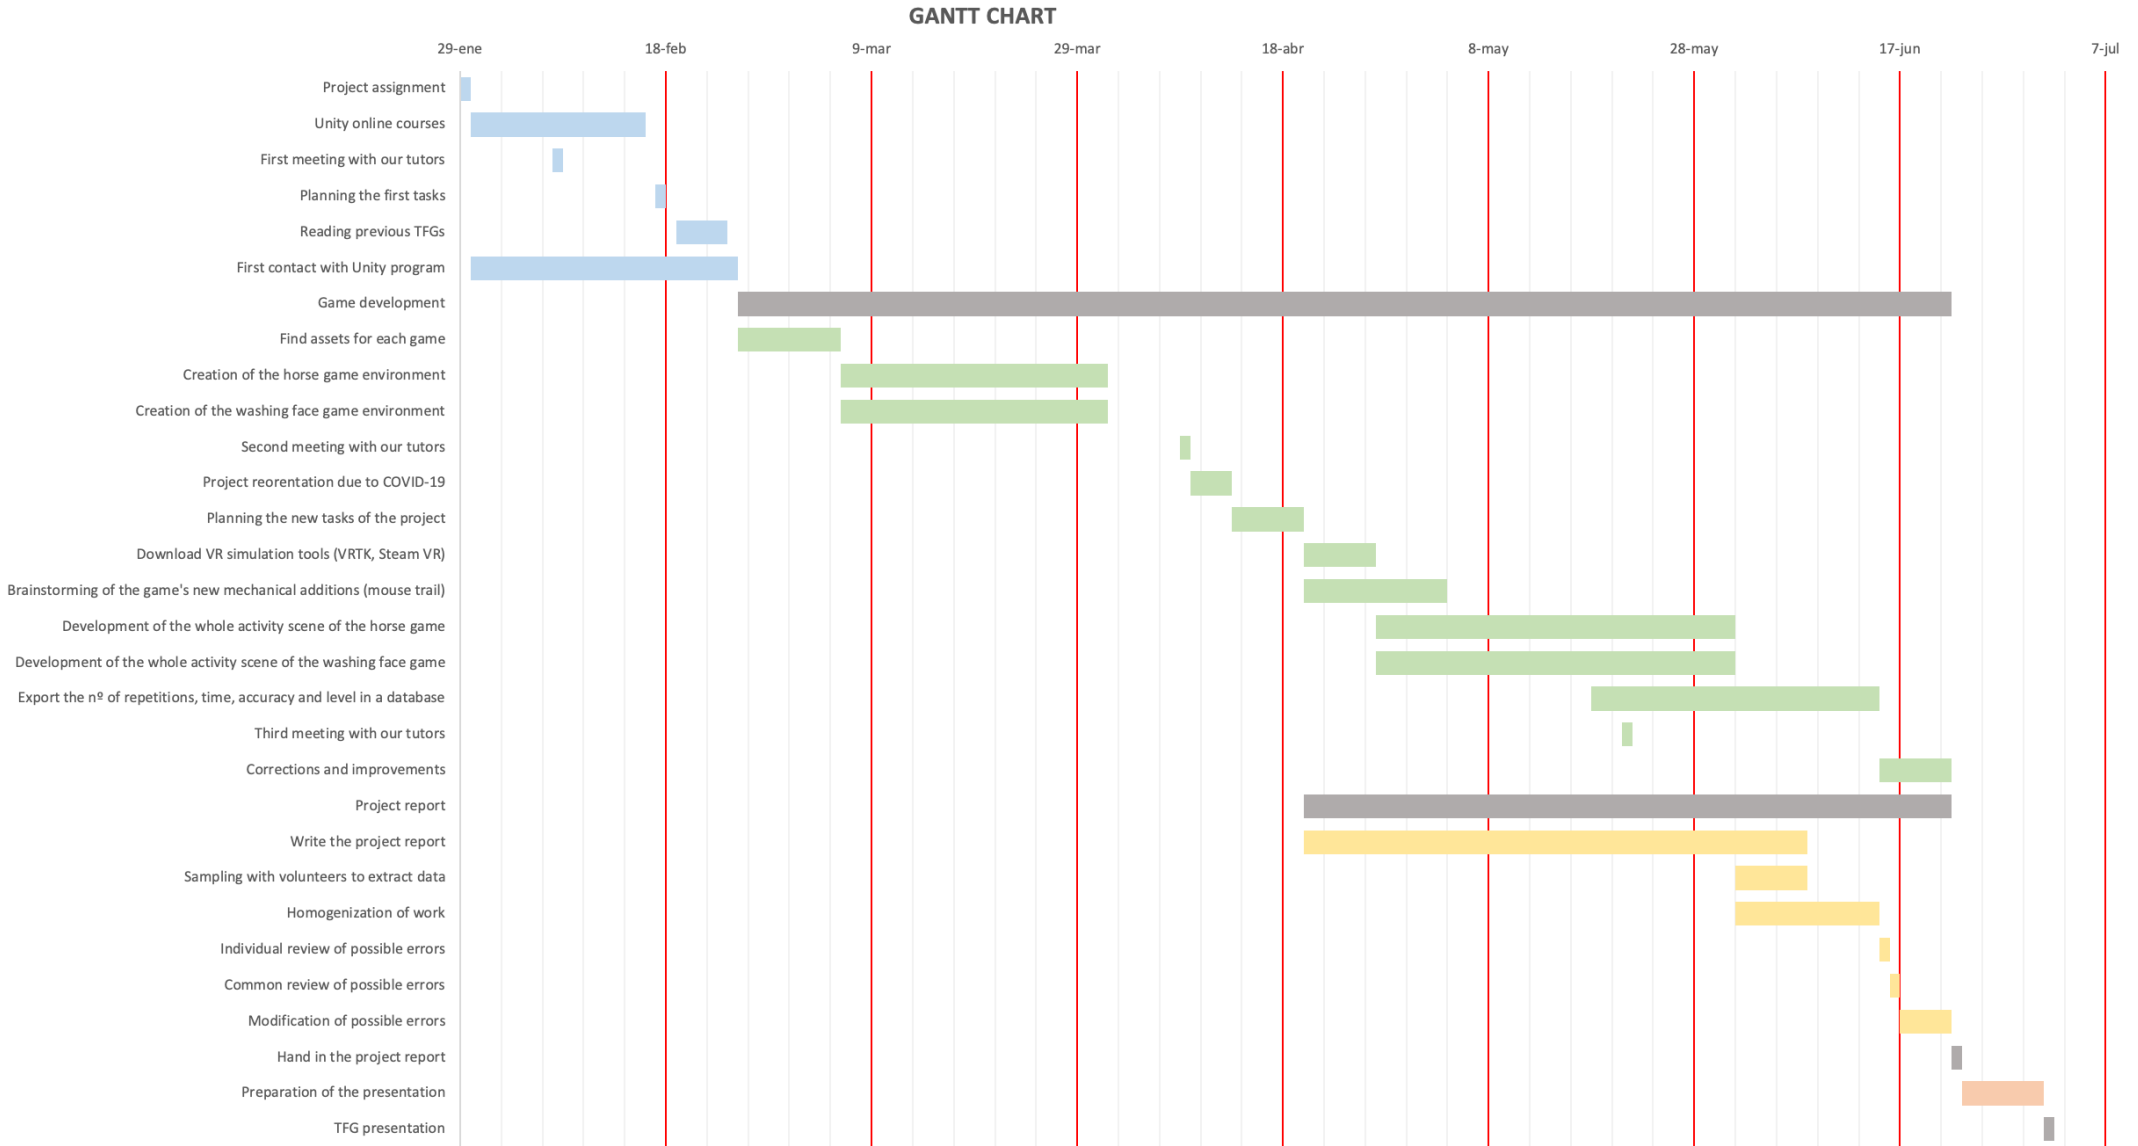 GANTT CHART
29-ene 18-feb 9-mar 29-mar 18-abr 8-may 28-may 17-jun 7-jul
Project assignment
Unity online courses
First meeting with our tutors
Planning the first tasks
Reading previous TFGs
First contact with Unity program
Game development
Find assets for each game
Creation of the horse game environment
Creation of the washing face game environment
Second meeting with our tutors
Project reorentation due to COVID-19
Planning the new tasks of the project
Download VR simulation tools (VRTK, Steam VR)
Brainstorming of the game's new mechanical additions (mouse trail)
Development of the whole activity scene of the horse game
Development of the whole activity scene of the washing face game
Export the nº of repetitions, time, accuracy and level in a database
Third meeting with our tutors
Corrections and improvements
Project report
Write the project report
Sampling with volunteers to extract data
Homogenization of work
Individual review of possible errors
Common review of possible errors
Modification of possible errors
Hand in the project report
Preparation of the presentation
TFG presentation